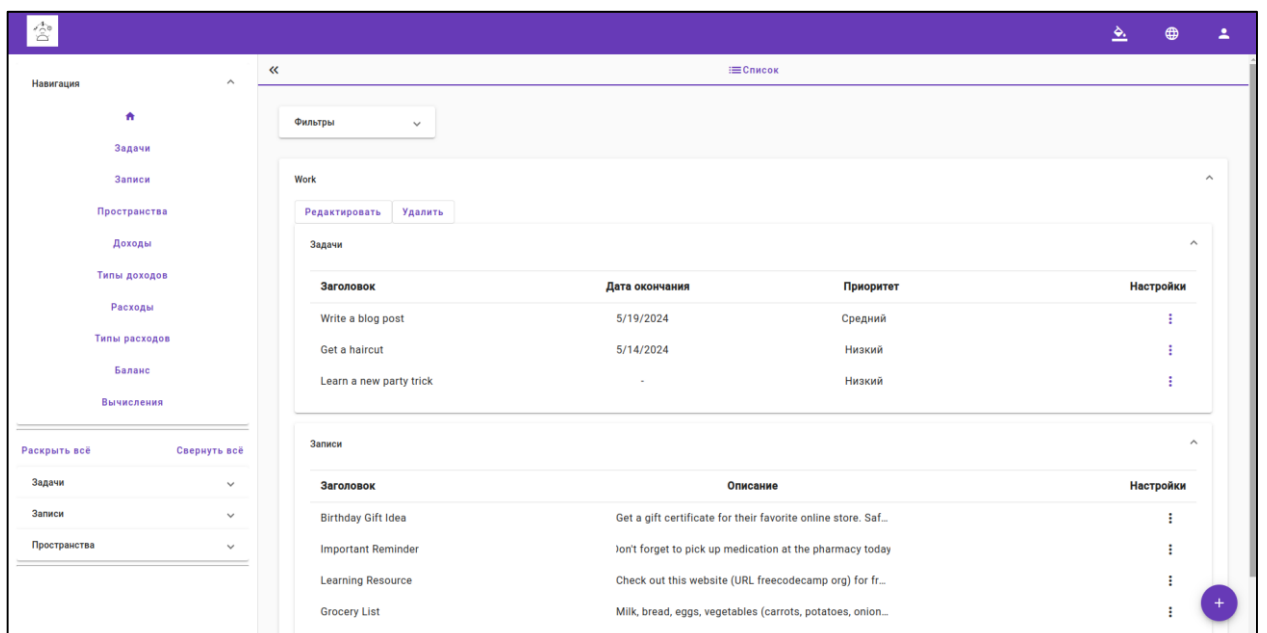 Навигация
Задачи
Записи
Пространства
Доходы
Типы доходов
Расходы
Типы расходов
Баланс
Вычисления
Раскрыть всё Свернуть всё
Задачи
Записи
Пространства
Список
Фильтры
Work
Редактировать Удалить
Задачи
Заголовок Дата окончания Приоритет Настройки
Write a blog post 5/19/2024 Средний
Get a haircut 5/14/2024 Низкий
Learn a new party trick - Низкий
Записи
Заголовок Описание Настройки
Birthday Gift Idea Get a gift certificate for their favorite online store. Saf…
Important Reminder Don't forget to pick up medication at the pharmacy today
Learning Resource Check out this website (URL freecodecamp org) for fr…
Grocery List Milk, bread, eggs, vegetables (carrots, potatoes, onion…
+